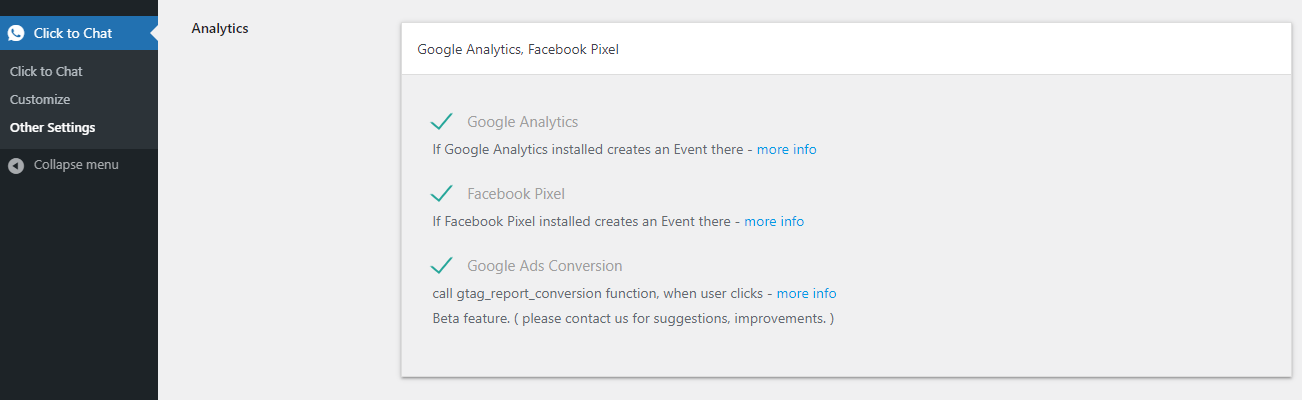 Click to Chat
Click to Chat
Customize
Other Settings
Collapse menu
Analytics
Google Analytics, Facebook Pixel
Google Analytics
If Google Analytics installed creates an Event there - more info
Facebook Pixel
If Facebook Pixel installed creates an Event there - more info
Google Ads Conversion
call gtag_report_conversion function, when user clicks - more info
Beta feature. ( please contact us for suggestions, improvements. )